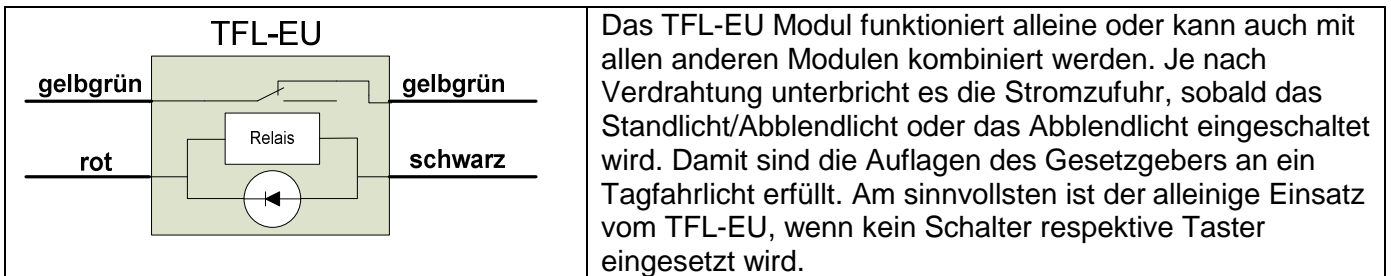 TFL-EU
gelbgrün
gelbgrün
Relais
rot
schwarz
Das TFL-EU Modul funktioniert alleine oder kann auch mit
allen anderen Modulen kombiniert werden. Je nach
Verdrahtung unterbricht es die Stromzufuhr, sobald das
Standlicht/Abblendlicht oder das Abblendlicht eingeschaltet
wird. Damit sind die Auflagen des Gesetzgebers an ein
Tagfahrlicht erfüllt. Am sinnvollsten ist der alleinige Einsatz
vom TFL-EU, wenn kein Schalter respektive Taster
eingesetzt wird.